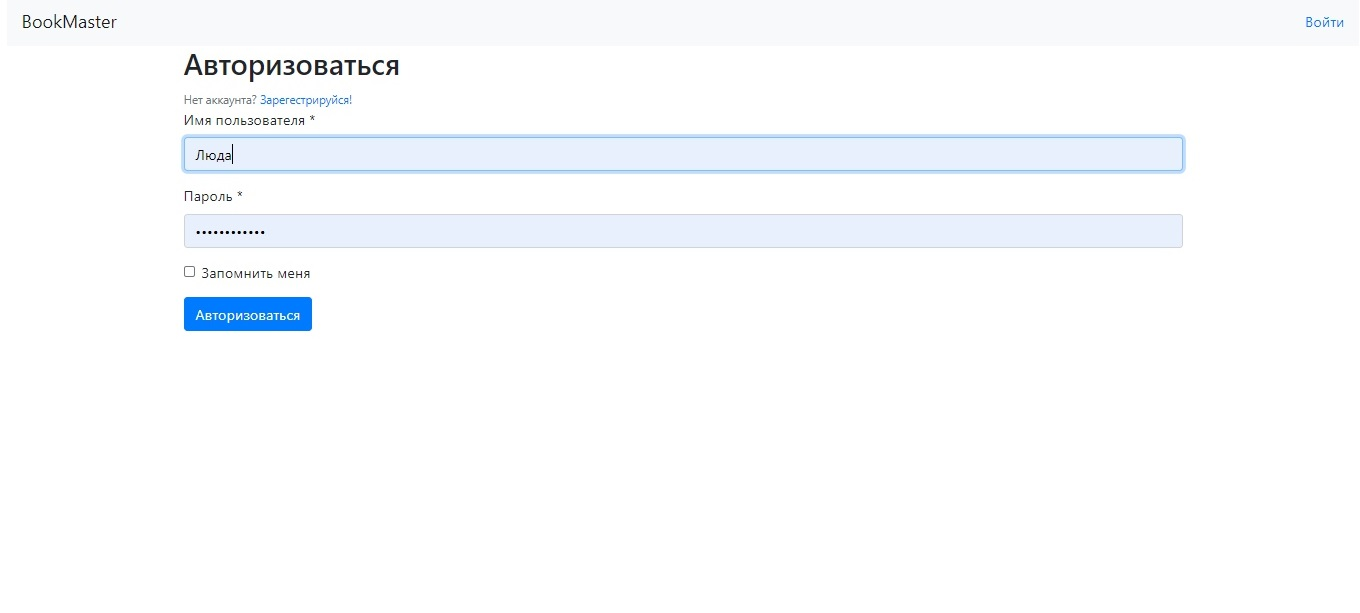 BookMaster
Войти
Авторизоваться
Нет аккаунта? Зарегестрируйся!
Имя пользователя *
Люда
Пароль *
••••••••••••
Запомнить меня
Авторизоваться